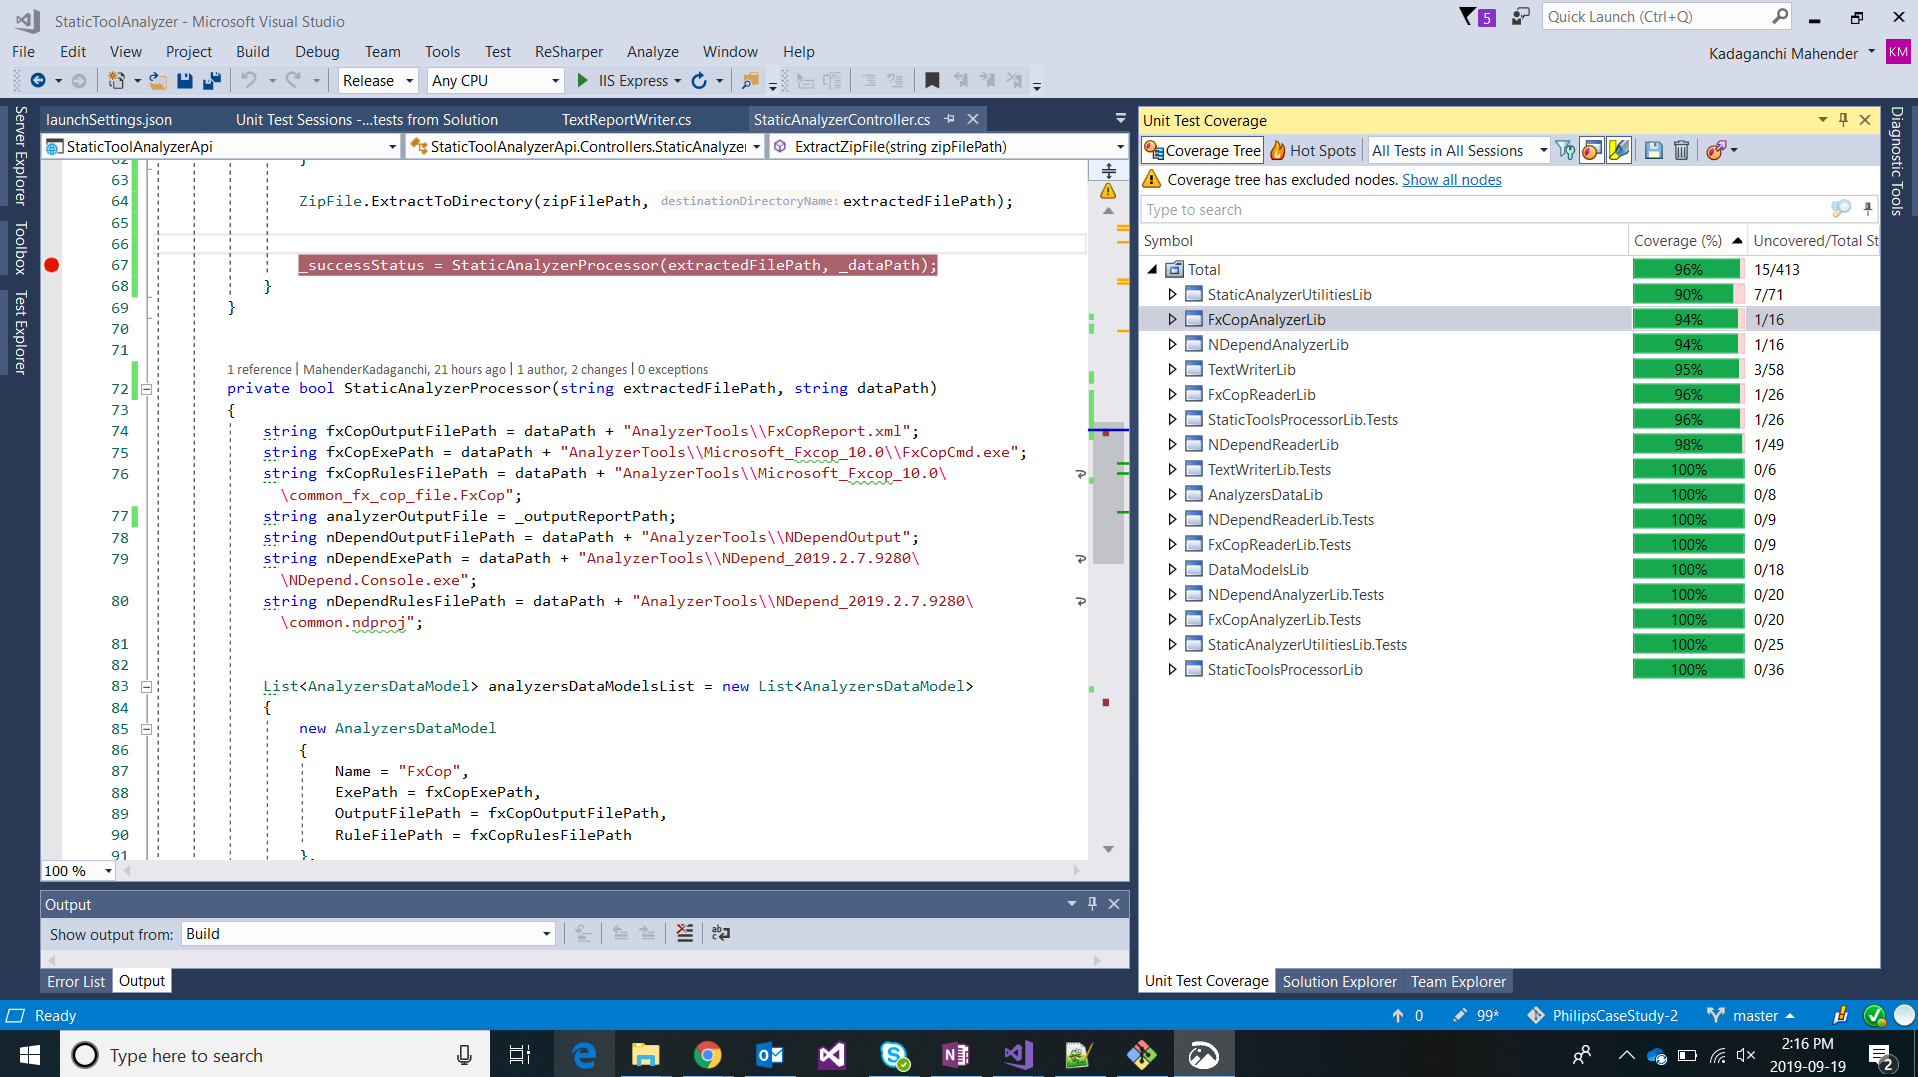 StaticToolAnalyzer - Microsoft Visual Studio
5
Quick Launch (Ctrl+Q)
File Edit View Project Build Debug Team Tools Test ReSharper Analyze Window Help
Kadaganchi Mahender KM
Release Any CPU IIS Express
Server Explorer
Toolbox
Test Explorer
launchSettings.json Unit Test Sessions -...tests from Solution TextReportWriter.cs StaticAnalyzerController.cs
StaticToolAnalyzerApi StaticToolAnalyzerApi.Controllers.StaticAnalyzer ExtractZipFile(string zipFilePath)
62 }
63
64 ZipFile.ExtractToDirectory(zipFilePath, destinationDirectoryName: extractedFilePath);
65
66
67 _successStatus = StaticAnalyzerProcessor(extractedFilePath, _dataPath);
68 }
69 }
70
71
1 reference | MahenderKadaganchi, 21 hours ago | 1 author, 2 changes | 0 exceptions
72 private bool StaticAnalyzerProcessor(string extractedFilePath, string dataPath)
73 {
74 string fxCopOutputFilePath = dataPath + "AnalyzerTools\\FxCopReport.xml";
75 string fxCopExePath = dataPath + "AnalyzerTools\\Microsoft_Fxcop_10.0\\FxCopCmd.exe";
76 string fxCopRulesFilePath = dataPath + "AnalyzerTools\\Microsoft_Fxcop_10.0\
\common_fx_cop_file.FxCop";
77 string analyzerOutputFile = _outputReportPath;
78 string nDependOutputFilePath = dataPath + "AnalyzerTools\\NDependOutput";
79 string nDependExePath = dataPath + "AnalyzerTools\\NDepend_2019.2.7.9280\
\NDepend.Console.exe";
80 string nDependRulesFilePath = dataPath + "AnalyzerTools\\NDepend_2019.2.7.9280\
\common.ndproj";
81
82
83 List<AnalyzersDataModel> analyzersDataModelsList = new List<AnalyzersDataModel>
84 {
85 new AnalyzersDataModel
86 {
87 Name = "FxCop",
88 ExePath = fxCopExePath,
89 OutputFilePath = fxCopOutputFilePath,
90 RuleFilePath = fxCopRulesFilePath
91 },
100 %
Output
Show output from: Build
Error List Output
Unit Test Coverage
Coverage Tree Hot Spots All Tests in All Sessions
Coverage tree has excluded nodes. Show all nodes
Type to search
Symbol Coverage (%) Uncovered/Total St
Total 96% 15/413
StaticAnalyzerUtilitiesLib 90% 7/71
FxCopAnalyzerLib 94% 1/16
NDependAnalyzerLib 94% 1/16
TextWriterLib 95% 3/58
FxCopReaderLib 96% 1/26
StaticToolsProcessorLib.Tests 96% 1/26
NDependReaderLib 98% 1/49
TextWriterLib.Tests 100% 0/6
AnalyzersDataLib 100% 0/8
NDependReaderLib.Tests 100% 0/9
FxCopReaderLib.Tests 100% 0/9
DataModelsLib 100% 0/18
NDependAnalyzerLib.Tests 100% 0/20
FxCopAnalyzerLib.Tests 100% 0/20
StaticAnalyzerUtilitiesLib.Tests 100% 0/25
StaticToolsProcessorLib 100% 0/36
Unit Test Coverage Solution Explorer Team Explorer
Diagnostic Tools
Ready 0 99* PhilipsCaseStudy-2 master
Type here to search
2:16 PM
2019-09-19
2